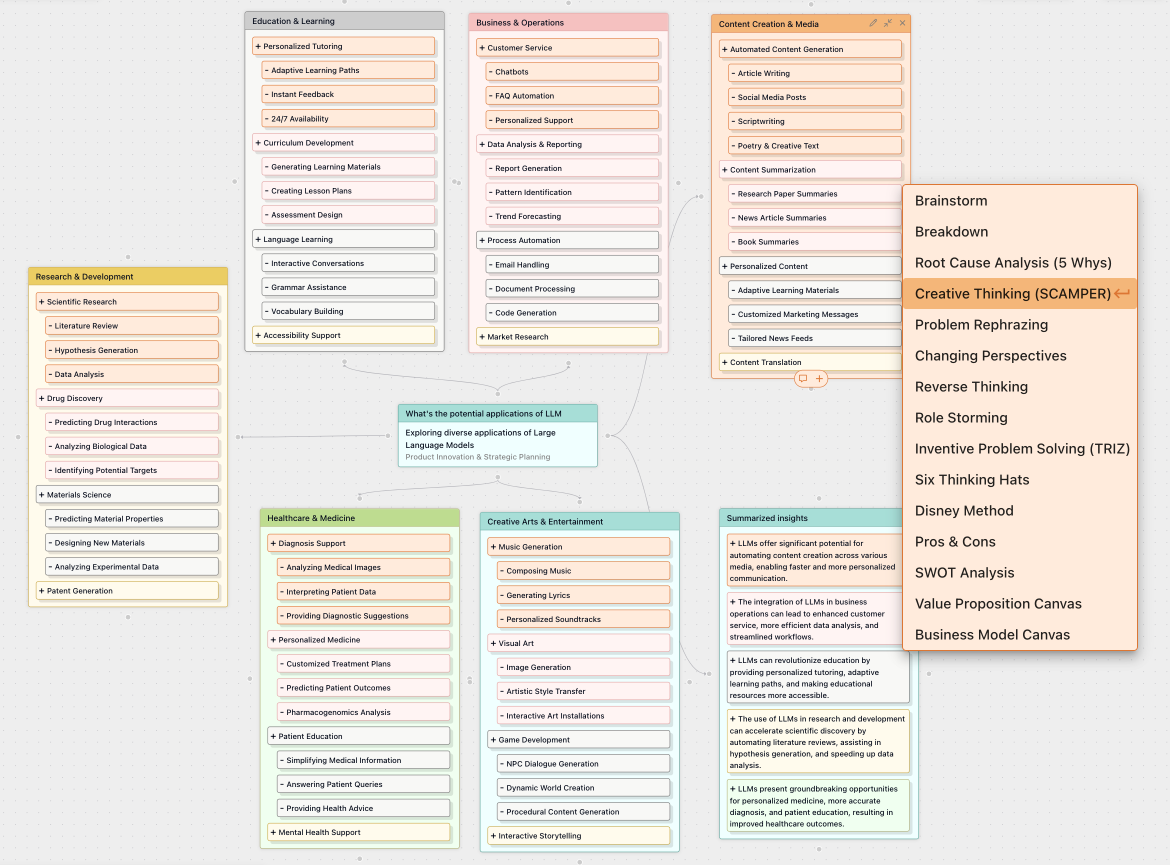 Education & Learning
+ Personalized Tutoring
- Adaptive Learning Paths
- Instant Feedback
- 24/7 Availability
+ Curriculum Development
- Generating Learning Materials
- Creating Lesson Plans
- Assessment Design
+ Language Learning
- Interactive Conversations
- Grammar Assistance
- Vocabulary Building
+ Accessibility Support
Business & Operations
+ Customer Service
- Chatbots
- FAQ Automation
- Personalized Support
+ Data Analysis & Reporting
- Report Generation
- Pattern Identification
- Trend Forecasting
+ Process Automation
- Email Handling
- Document Processing
- Code Generation
+ Market Research
Content Creation & Media
+ Automated Content Generation
- Article Writing
- Social Media Posts
- Scriptwriting
- Poetry & Creative Text
+ Content Summarization
- Research Paper Summaries
- News Article Summaries
- Book Summaries
+ Personalized Content
- Adaptive Learning Materials
- Customized Marketing Messages
- Tailored News Feeds
+ Content Translation
Brainstorm
Breakdown
Root Cause Analysis (5 Whys)
Creative Thinking (SCAMPER)
Problem Rephrazing
Changing Perspectives
Reverse Thinking
Role Storming
Inventive Problem Solving (TRIZ)
Six Thinking Hats
Disney Method
Pros & Cons
SWOT Analysis
Value Proposition Canvas
Business Model Canvas
Research & Development
+ Scientific Research
- Literature Review
- Hypothesis Generation
- Data Analysis
+ Drug Discovery
- Predicting Drug Interactions
- Analyzing Biological Data
- Identifying Potential Targets
+ Materials Science
- Predicting Material Properties
- Designing New Materials
- Analyzing Experimental Data
+ Patent Generation
What's the potential applications of LLM
Exploring diverse applications of Large
Language Models
Product Innovation & Strategic Planning
Healthcare & Medicine
+ Diagnosis Support
- Analyzing Medical Images
- Interpreting Patient Data
- Providing Diagnostic Suggestions
+ Personalized Medicine
- Customized Treatment Plans
- Predicting Patient Outcomes
- Pharmacogenomics Analysis
+ Patient Education
- Simplifying Medical Information
- Answering Patient Queries
- Providing Health Advice
+ Mental Health Support
Creative Arts & Entertainment
+ Music Generation
- Composing Music
- Generating Lyrics
- Personalized Soundtracks
+ Visual Art
- Image Generation
- Artistic Style Transfer
- Interactive Art Installations
+ Game Development
- NPC Dialogue Generation
- Dynamic World Creation
- Procedural Content Generation
+ Interactive Storytelling
Summarized insights
+ LLMs offer significant potential for
automating content creation across various
media, enabling faster and more personalized
communication.
+ The integration of LLMs in business
operations can lead to enhanced customer
service, more efficient data analysis, and
streamlined workflows.
+ LLMs can revolutionize education by
providing personalized tutoring, adaptive
learning paths, and making educational
resources more accessible.
+ The use of LLMs in research and development
can accelerate scientific discovery by
automating literature reviews, assisting in
hypothesis generation, and speeding up data
analysis.
+ LLMs present groundbreaking opportunities
for personalized medicine, more accurate
diagnosis, and patient education, resulting in
improved healthcare outcomes.